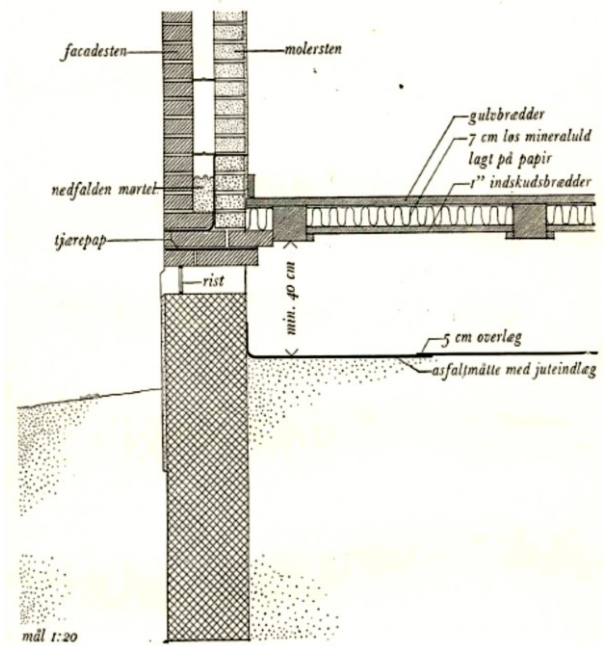 facadesten
molersten
gulvbrædder
7 cm løs mineraluld
lagt på papir
1" indskudsbrædder
nedfalden mørtel
tjærepap
rist
min. 40 cm
5 cm overlæg
asfaltmåtte med juteindlæg
mål 1:20